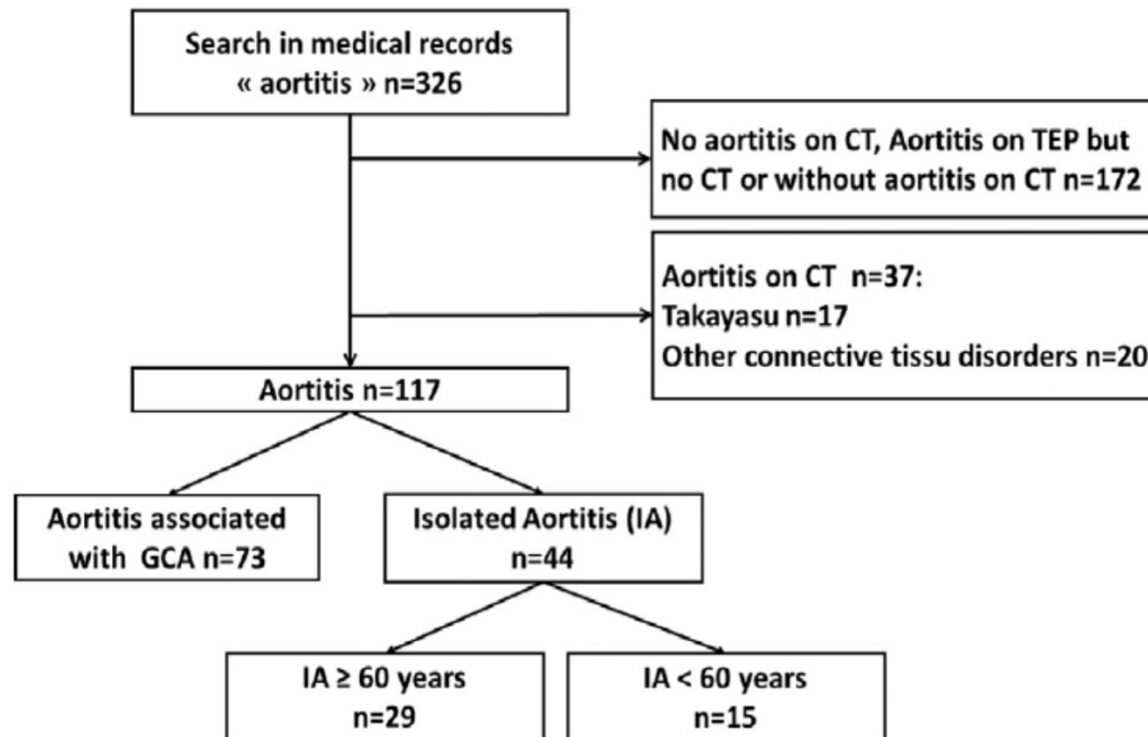 Search in medical records
« aortitis » n=326
No aortitis on CT, Aortitis on TEP but
no CT or without aortitis on CT n=172
Aortitis on CT n=37:
Takayasu n=17
Other connective tissu disorders n=20
Aortitis n=117
Aortitis associated
with GCA n=73
Isolated Aortitis (IA)
n=44
IA ≥ 60 years
n=29
IA < 60 years
n=15